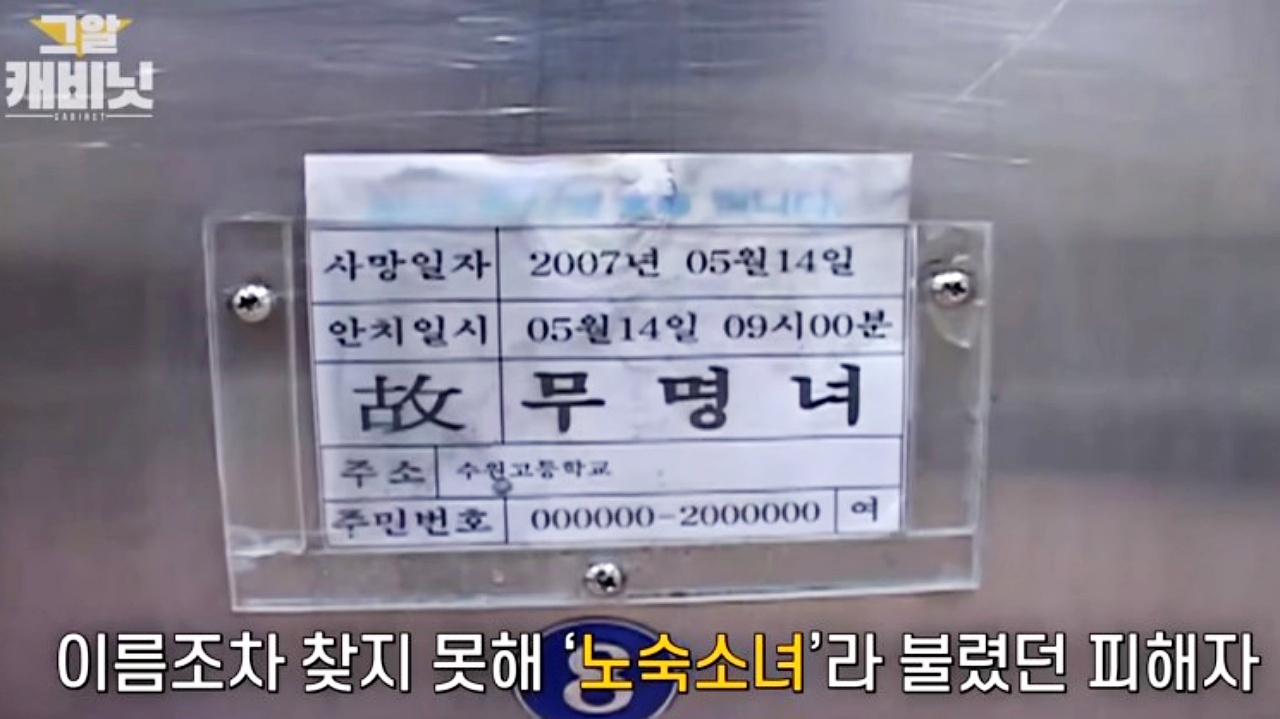 그알
캐비닛
CABINET
사망일자 2007년 05월14일
안치일시 05월14일 09시00분
故 무명녀
주소 수원고등학교
주민번호 000000-2000000 여
8
이름조차 찾지 못해 ‘노숙소녀’라 불렸던 피해자